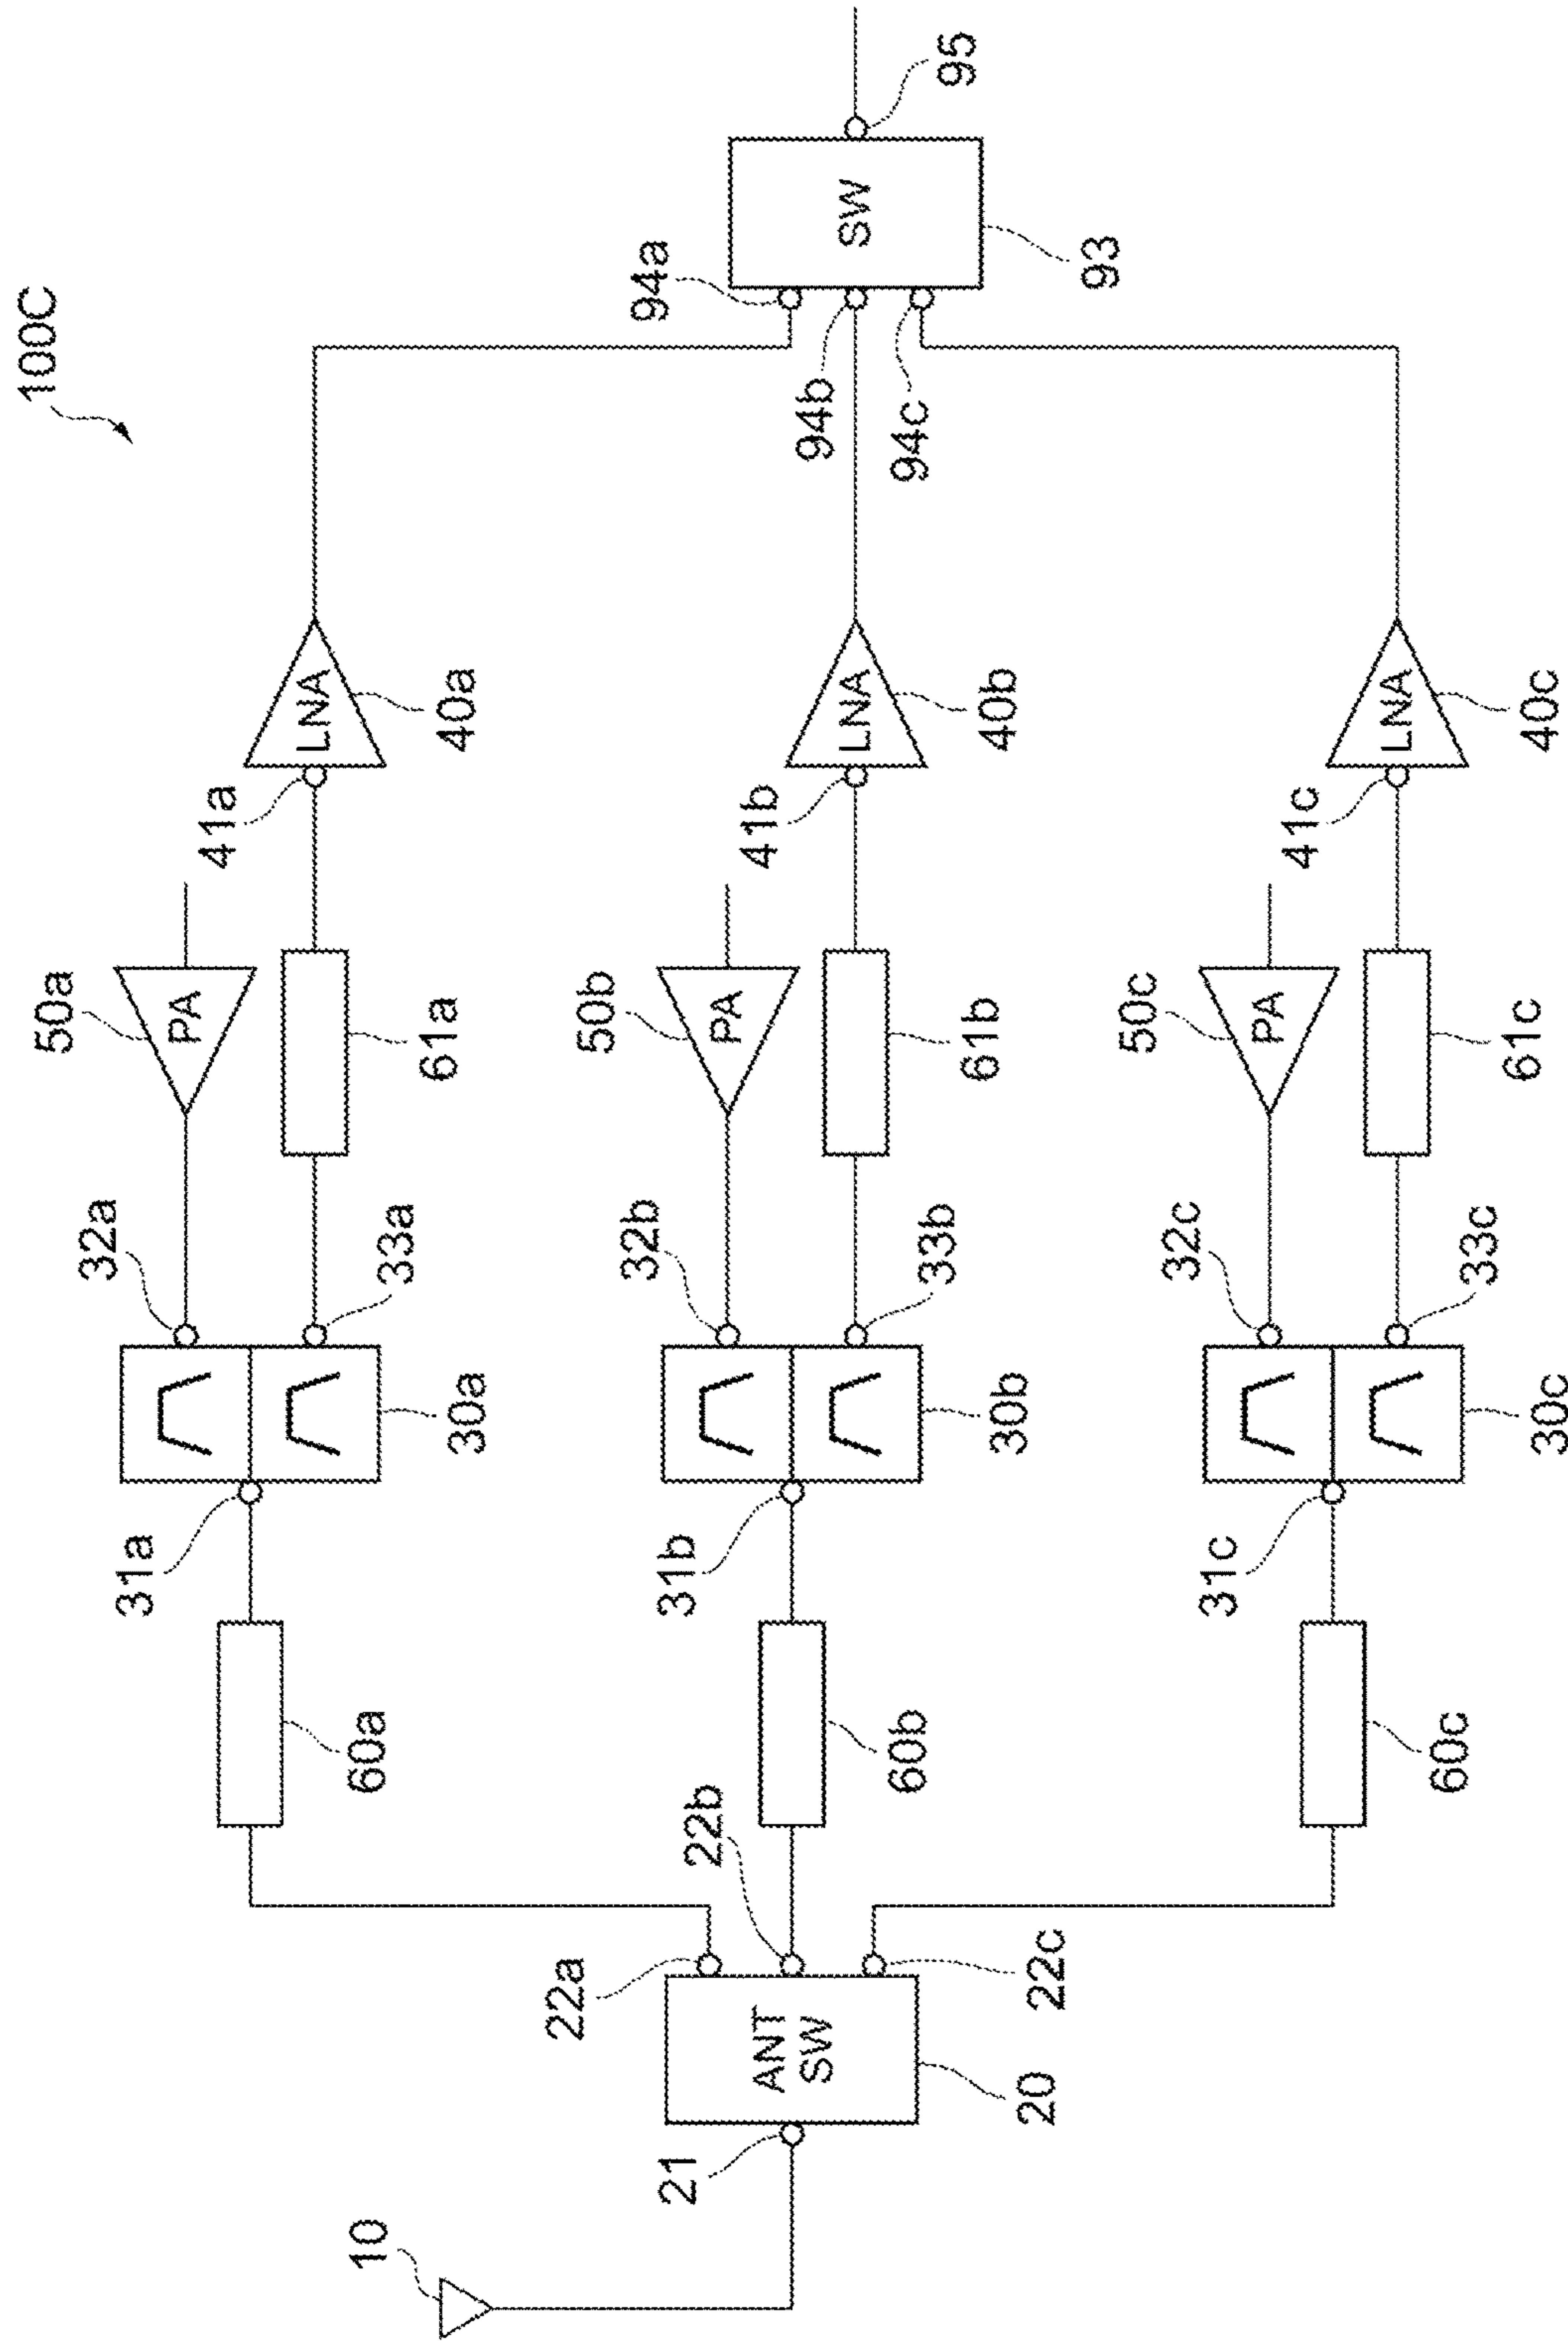 100C
10
21
ANT
SW
20
22a
22b
22c
60a
60b
60c
31a
31b
31c
30a
30b
30c
32a
33a
32b
33b
32c
33c
50a
PA
61a
50b
PA
61b
50c
PA
61c
41a
LNA
40a
41b
LNA
40b
41c
LNA
40c
94a
94b
94c
SW
93
95